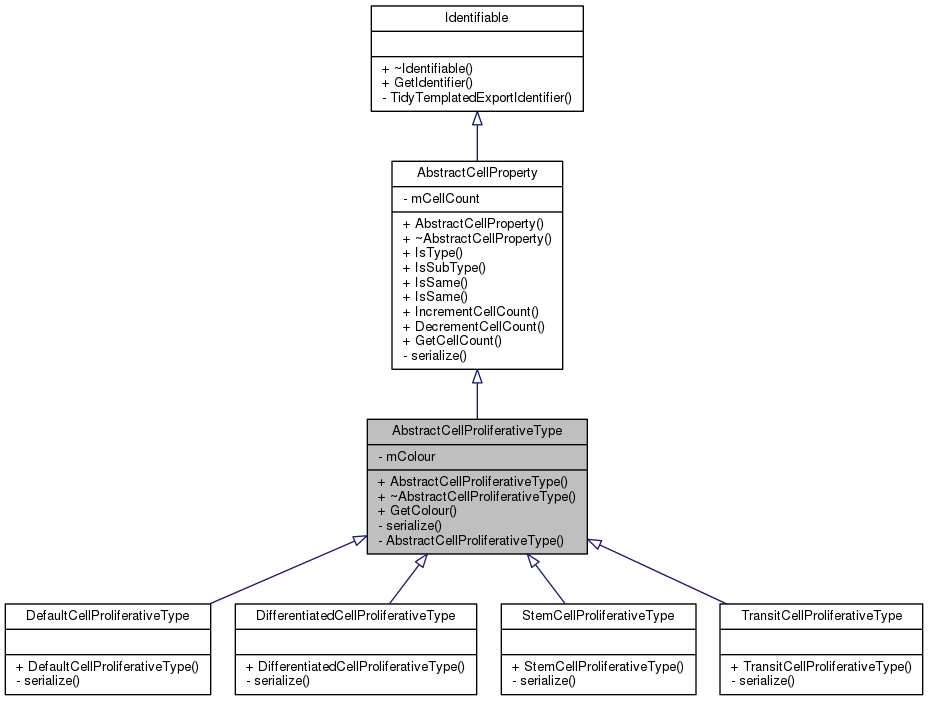 Identifiable
+ ~Identifiable()
+ GetIdentifier()
- TidyTemplatedExportIdentifier()
AbstractCellProperty
- mCellCount
+ AbstractCellProperty()
+ ~AbstractCellProperty()
+ IsType()
+ IsSubType()
+ IsSame()
+ IsSame()
+ IncrementCellCount()
+ DecrementCellCount()
+ GetCellCount()
- serialize()
AbstractCellProliferativeType
- mColour
+ AbstractCellProliferativeType()
+ ~AbstractCellProliferativeType()
+ GetColour()
- serialize()
- AbstractCellProliferativeType()
DefaultCellProliferativeType
+ DefaultCellProliferativeType()
- serialize()
DifferentiatedCellProliferativeType
+ DifferentiatedCellProliferativeType()
- serialize()
StemCellProliferativeType
+ StemCellProliferativeType()
- serialize()
TransitCellProliferativeType
+ TransitCellProliferativeType()
- serialize()